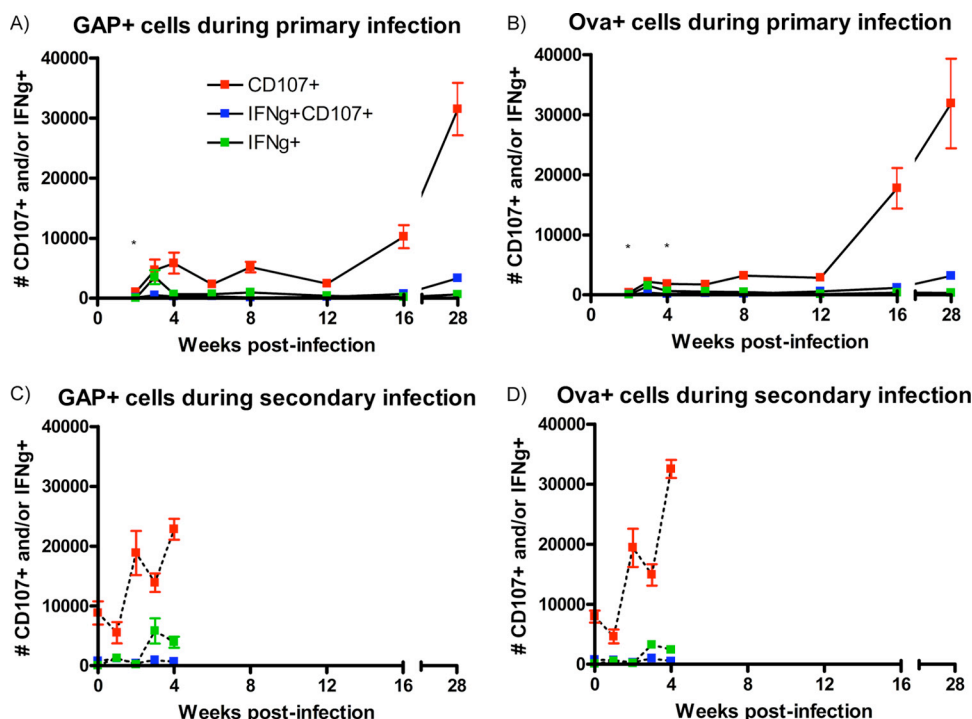 A) GAP+ cells during primary infection
# CD107+ and/or IFNg+
40000
30000
20000
10000
0
CD107+
IFNg+CD107+
IFNg+
*
0 4 8 12 16 28
Weeks post-infection
B) Ova+ cells during primary infection
# CD107+ and/or IFNg+
40000
30000
20000
10000
0
* *
0 4 8 12 16 28
Weeks post-infection
C) GAP+ cells during secondary infection
# CD107+ and/or IFNg+
40000
30000
20000
10000
0
0 4 8 12 16 28
Weeks post-infection
D) Ova+ cells during secondary infection
# CD107+ and/or IFNg+
40000
30000
20000
10000
0
0 4 8 12 16 28
Weeks post-infection